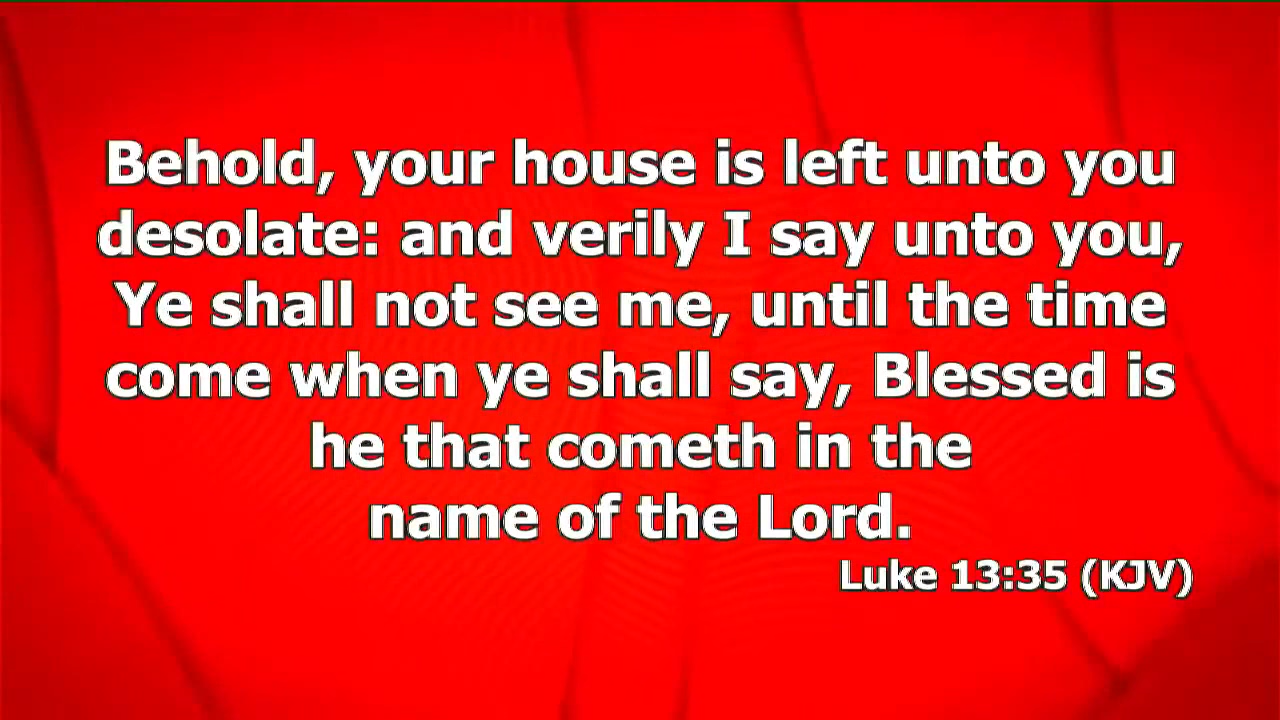 Behold, your house is left unto you
desolate: and verily I say unto you,
Ye shall not see me, until the time
come when ye shall say, Blessed is
he that cometh in the
name of the Lord.
Luke 13:35 (KJV)